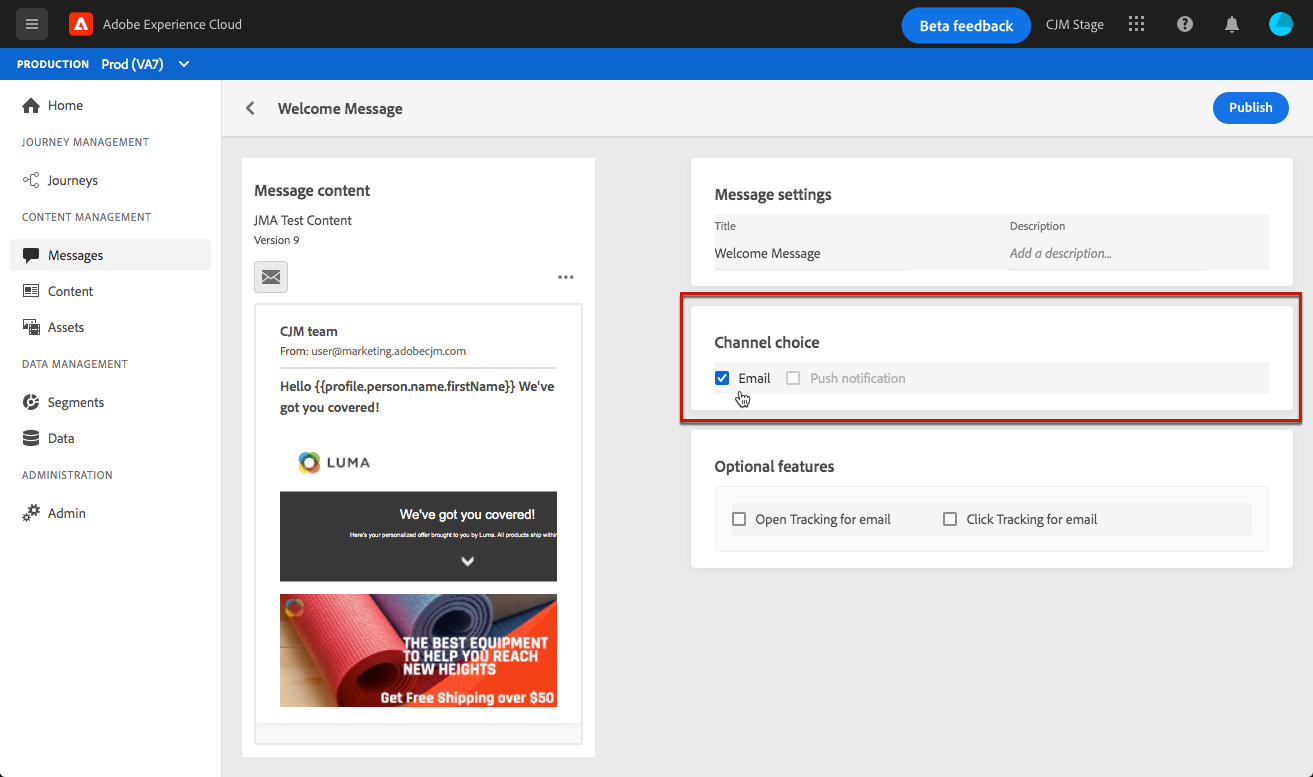 Adobe Experience Cloud
Beta feedback
CJM Stage
PRODUCTION Prod (VA7)
Home
JOURNEY MANAGEMENT
Journeys
CONTENT MANAGEMENT
Messages
Content
Assets
DATA MANAGEMENT
Segments
Data
ADMINISTRATION
Admin
Welcome Message
Publish
Message content
JMA Test Content
Version 9
CJM team
From: user@marketing.adobecjm.com
Hello {{profile.person.name.firstName}} We've
got you covered!
LUMA
We've got you covered!
Here's your personalized offer brought to you by Luma. All products ship within
THE BEST EQUIPMENT
TO HELP YOU REACH
NEW HEIGHTS
Get Free Shipping over $50
Message settings
Title
Description
Welcome Message
Add a description...
Channel choice
Email
Push notification
Optional features
Open Tracking for email
Click Tracking for email